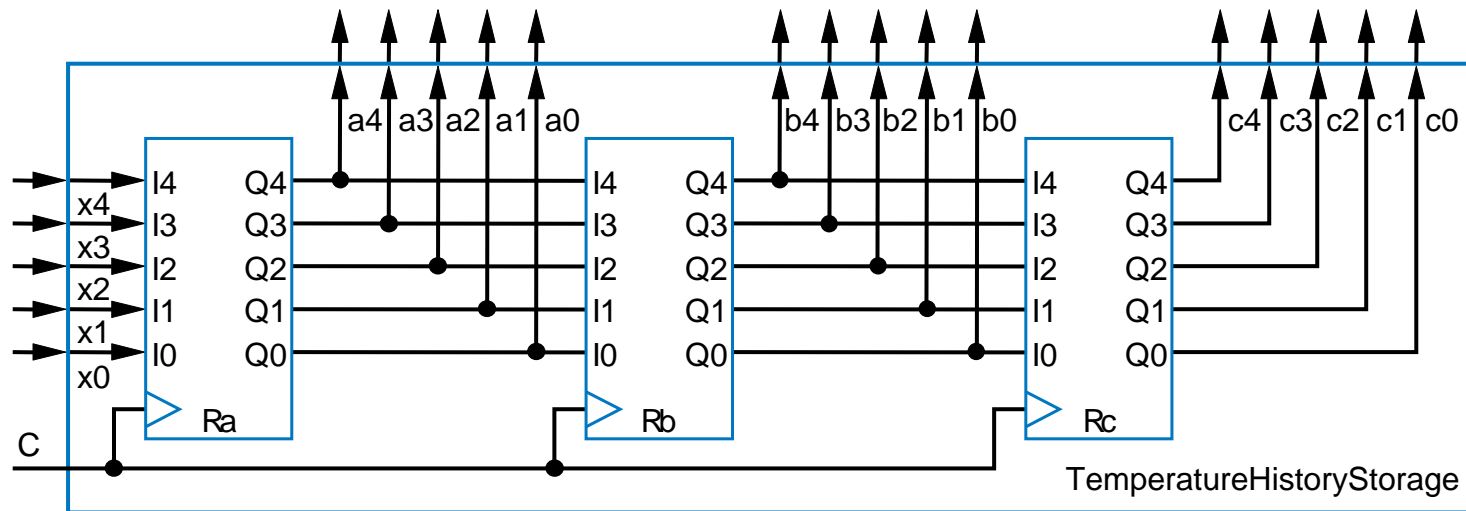 a4 a3 a2 a1 a0 b4 b3 b2 b1 b0 c4 c3 c2 c1 c0
I4 Q4 I4 Q4 I4 Q4
x4
I3 Q3 I3 Q3 I3 Q3
x3
I2 Q2 I2 Q2 I2 Q2
x2
I1 Q1 I1 Q1 I1 Q1
x1
I0 Q0 I0 Q0 I0 Q0
x0
Ra Rb Rc
C
TemperatureHistoryStorage